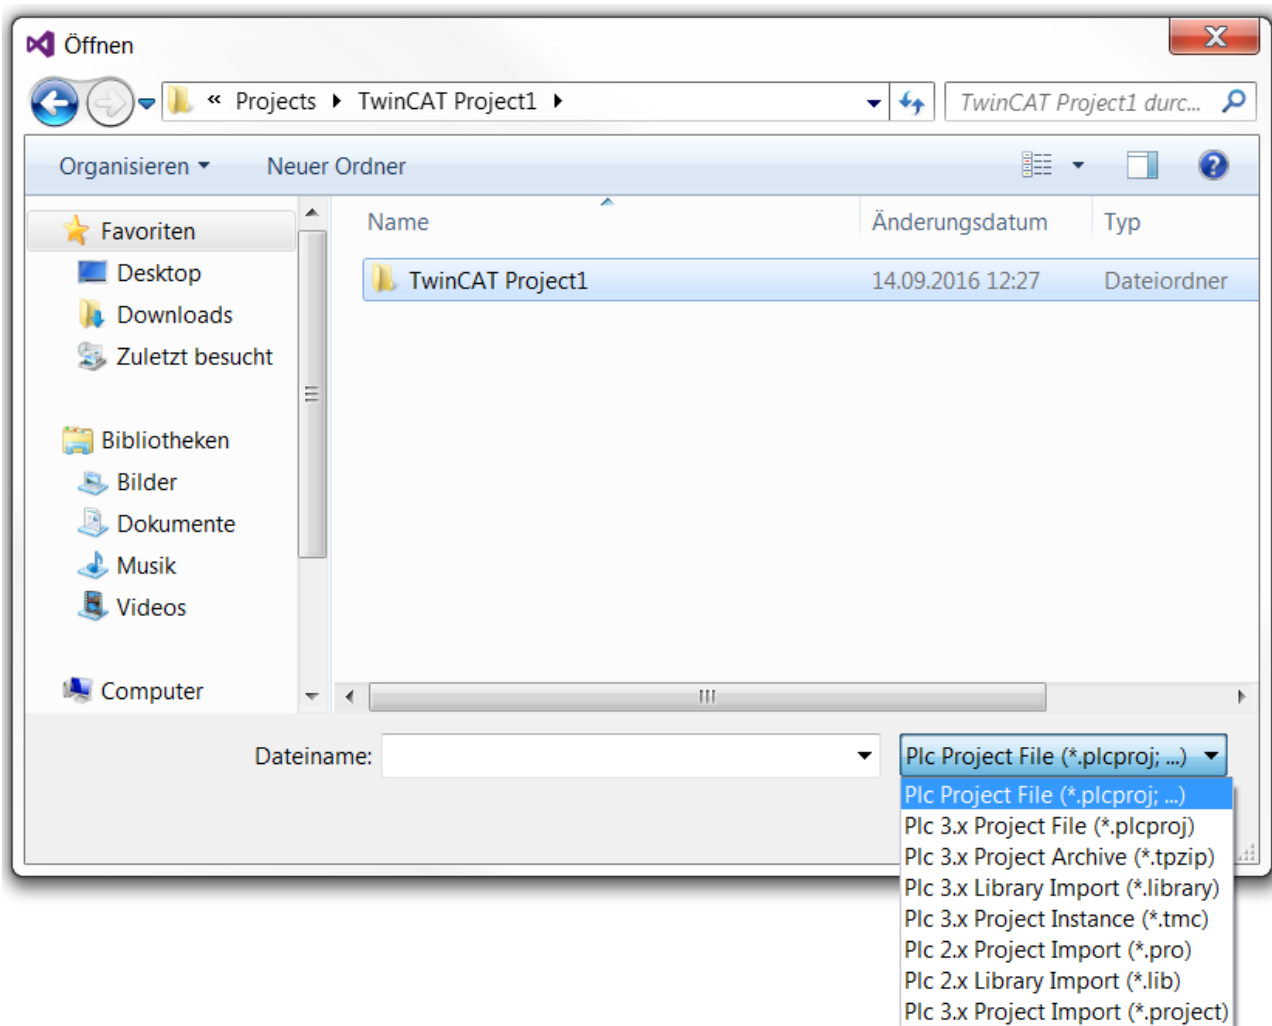 Öffnen
« Projects TwinCAT Project1
TwinCAT Project1 durc...
Organisieren Neuer Ordner
Name Änderungsdatum Typ
Favoriten
Desktop
Downloads
Zuletzt besucht
Bibliotheken
Bilder
Dokumente
Musik
Videos
Computer
TwinCAT Project1 14.09.2016 12:27 Dateiordner
Dateiname:
Plc Project File (*.plcproj; ...)
Plc Project File (*.plcproj; ...)
Plc 3.x Project File (*.plcproj)
Plc 3.x Project Archive (*.tpzip)
Plc 3.x Library Import (*.library)
Plc 3.x Project Instance (*.tmc)
Plc 2.x Project Import (*.pro)
Plc 2.x Library Import (*.lib)
Plc 3.x Project Import (*.project)